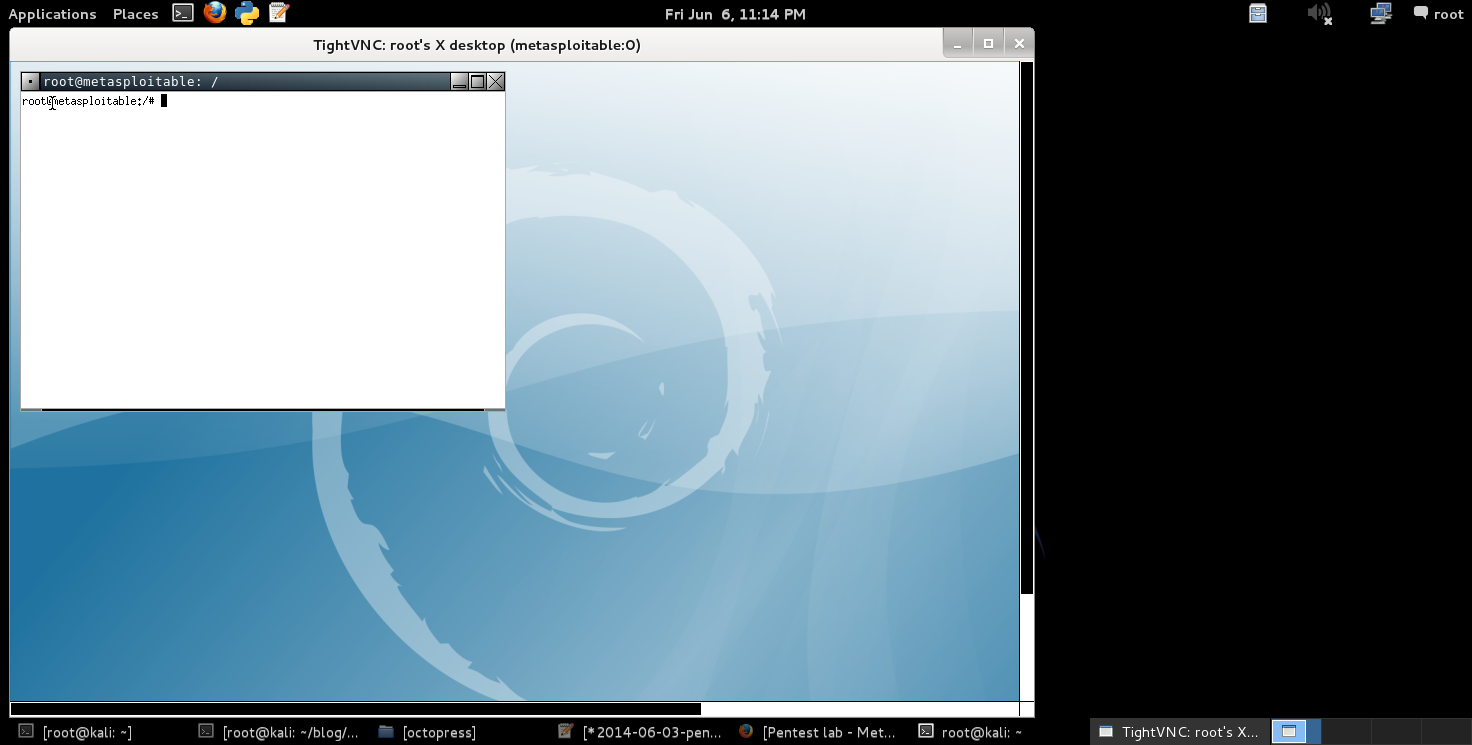 Applications Places Fri Jun 6, 11:14 PM root
TightVNC: root's X desktop (metasploitable:0)
root@metasploitable: /
root@metasploitable:/#
[root@kali: ~] [root@kali: ~/blog/... [octopress] [*2014-06-03-pen... [Pentest lab - Met... root@kali: ~ TightVNC: root's X...